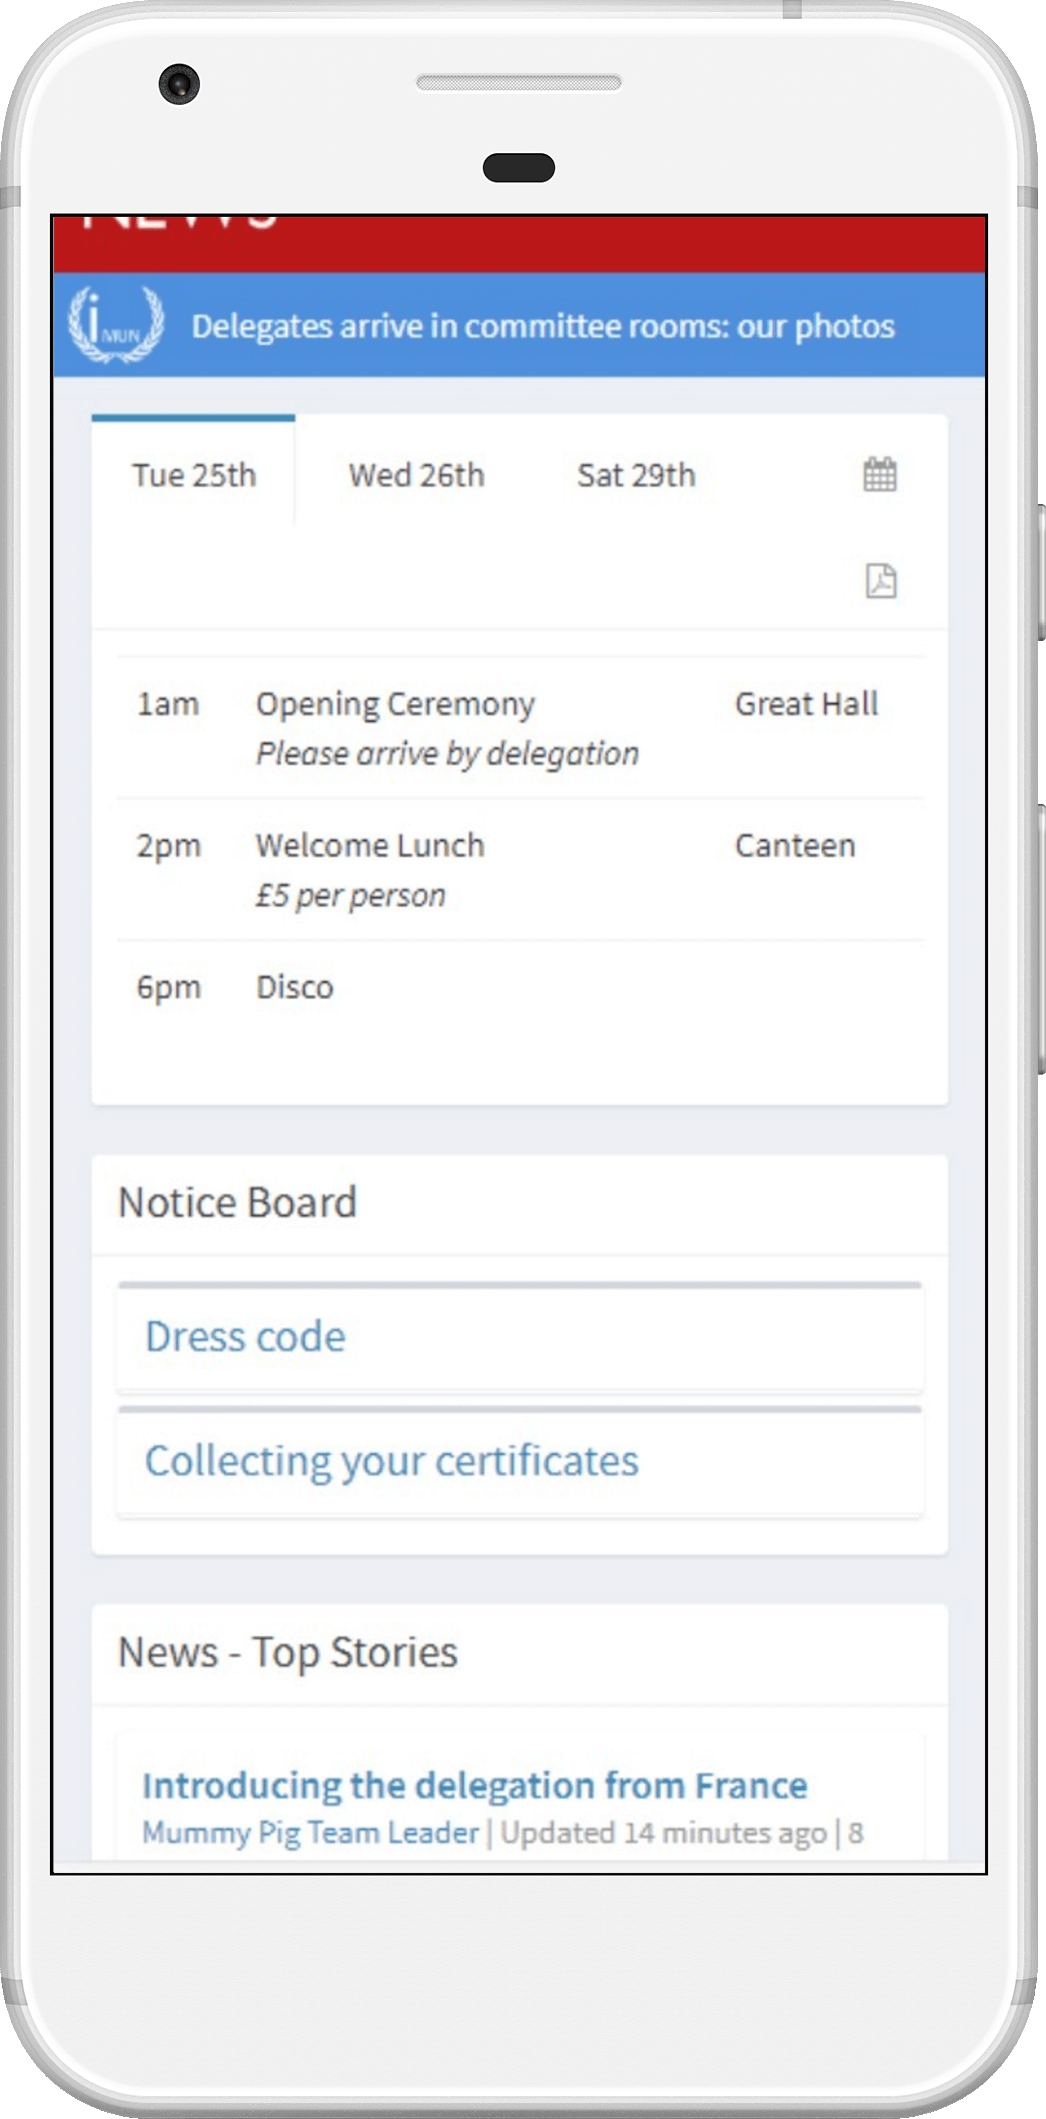 NEWS
iMUN
Delegates arrive in committee rooms: our photos
Tue 25th Wed 26th Sat 29th
1am Opening Ceremony Great Hall
Please arrive by delegation
2pm Welcome Lunch Canteen
£5 per person
6pm Disco
Notice Board
Dress code
Collecting your certificates
News - Top Stories
Introducing the delegation from France
Mummy Pig Team Leader | Updated 14 minutes ago | 8